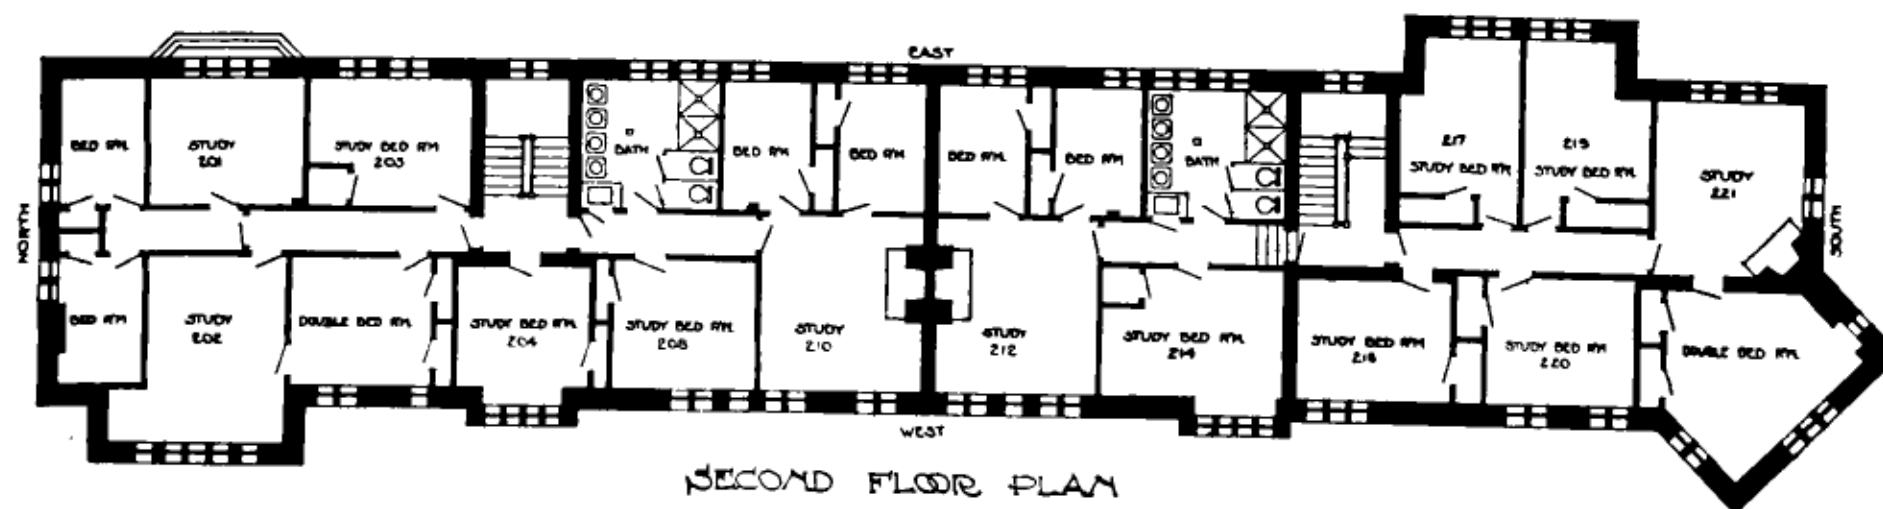 EAST
NORTH
BED RM.
STUDY
201
STUDY BED RM
203
BATH
BED RM
BED RM.
BED RM.
BED RM
BATH
217
STUDY BED RM
219
STUDY BED RM.
STUDY
221
SOUTH
BED RM
STUDY
202
DOUBLE BED RM.
STUDY BED RM.
204
STUDY BED RM.
208
STUDY
210
STUDY
212
STUDY BED RM.
214
STUDY BED RM
218
STUDY BED RM
220
DOUBLE BED RM.
WEST
SECOND FLOOR PLAN